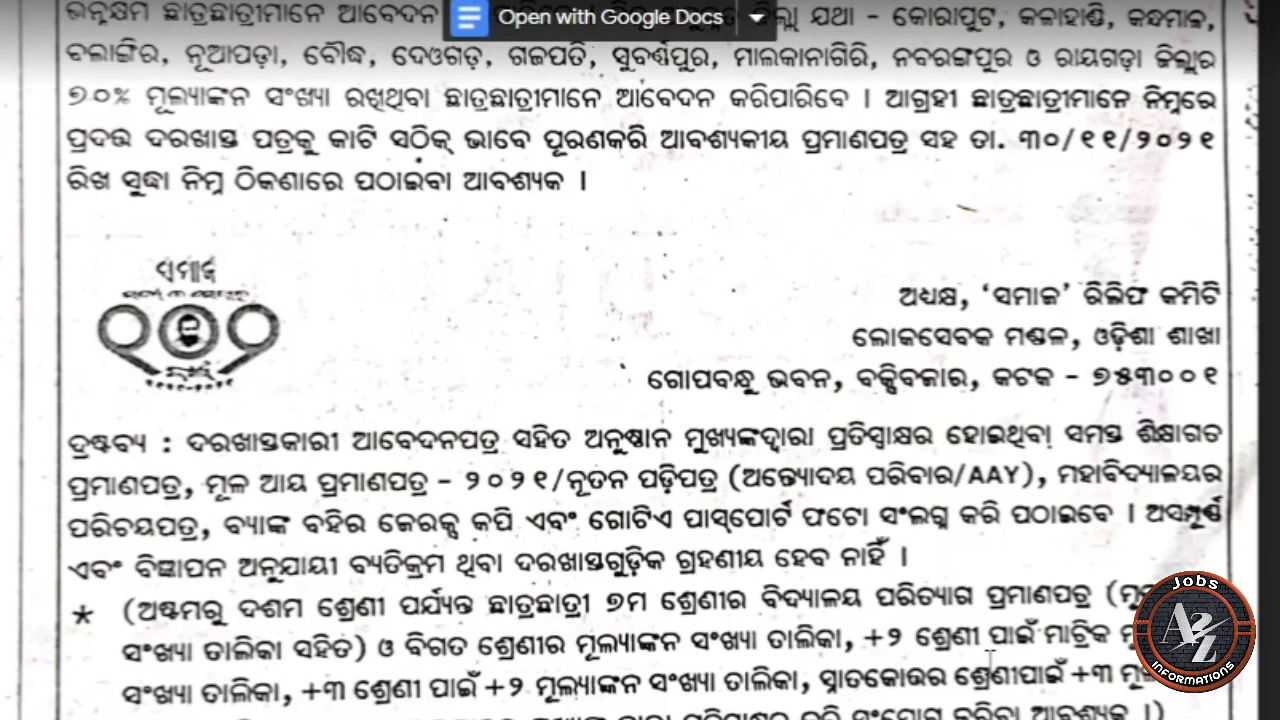 ଭିନ୍ନକ୍ଷମ ଛାତ୍ରଛାତ୍ରୀମାନେ ଆବେଦନ
Open with Google Docs
ଯଥା - କୋରାପୁଟ, କଳାହାଣ୍ଡି, କନ୍ଧମାଳ,
ବଲାଙ୍ଗିର, ନୂଆପଡ଼ା, ବୌଦ୍ଧ, ଦେଓଗଡ଼, ଗଜପତି, ସୁବର୍ଣ୍ଣପୁର, ମାଲକାନାଗିରି, ନବରଙ୍ଗପୁର ଓ ରାୟଗଡ଼ା ଜିଲ୍ଲାର
୭୦% ମୂଲ୍ୟାଙ୍କନ ସଂଖ୍ୟା ରଖିଥିବା ଛାତ୍ରଛାତ୍ରୀମାନେ ଆବେଦନ କରିପାରିବେ । ଆଗ୍ରହୀ ଛାତ୍ରଛାତ୍ରୀମାନେ ନିମ୍ନରେ
ପ୍ରଦତ୍ତ ଦରଖାସ୍ତ ପତ୍ରକୁ କାଟି ସଠିକ୍ ଭାବେ ପୂରଣକରି ଆବଶ୍ୟକୀୟ ପ୍ରମାଣପତ୍ର ସହ ତା. ୩୦/୧୧/୨୦୨୧
ରିଖ ସୁଦ୍ଧା ନିମ୍ନ ଠିକଣାରେ ପଠାଇବା ଆବଶ୍ୟକ ।
ସମାଜ
ଅଧ୍ୟକ୍ଷ, ‘ସମାଜ’ ରିଲିଫ କମିଟି
ଲୋକସେବକ ମଣ୍ଡଳ, ଓଡ଼ିଶା ଶାଖା
ଗୋପବନ୍ଧୁ ଭବନ, ବକ୍ସିବଜାର, କଟକ - ୭୫୩୦୦୧
ଦ୍ରଷ୍ଟବ୍ୟ : ଦରଖାସ୍ତକାରୀ ଆବେଦନପତ୍ର ସହିତ ଅନୁଷ୍ଠାନ ମୁଖ୍ୟଙ୍କଦ୍ୱାରା ପ୍ରତିସ୍ୱାକ୍ଷର ହୋଇଥିବା ସମସ୍ତ ଶିକ୍ଷାଗତ
ପ୍ରମାଣପତ୍ର, ମୂଳ ଆୟ ପ୍ରମାଣପତ୍ର - ୨୦୨୧/ନୂତନ ପଢ଼ିପତ୍ର (ଅନ୍ତ୍ୟୋଦୟ ପରିବାର/AAY), ମହାବିଦ୍ୟାଳୟର
ପରିଚୟପତ୍ର, ବ୍ୟାଙ୍କ ବହିର ଜେରକ୍ସ କପି ଏବଂ ଗୋଟିଏ ପାସ୍‌ପୋର୍ଟ ଫଟୋ ସଂଲଗ୍ନ କରି ପଠାଇବେ । ଅସମ୍ପୂର୍ଣ୍ଣ
ଏବଂ ବିଜ୍ଞାପନ ଅନୁଯାୟୀ ବ୍ୟତିକ୍ରମ ଥିବା ଦରଖାସ୍ତଗୁଡ଼ିକ ଗ୍ରହଣୀୟ ହେବ ନାହିଁ ।
* (ଅଷ୍ଟମରୁ ଦଶମ ଶ୍ରେଣୀ ପର୍ଯ୍ୟନ୍ତ ଛାତ୍ରଛାତ୍ରୀ ୭ମ ଶ୍ରେଣୀର ବିଦ୍ୟାଳୟ ପରିତ୍ୟାଗ ପ୍ରମାଣପତ୍ର
ସଂଖ୍ୟା ତାଲିକା ସହିତ) ଓ ବିଗତ ଶ୍ରେଣୀର ମୂଲ୍ୟାଙ୍କନ ସଂଖ୍ୟା ତାଲିକା, +୨ ଶ୍ରେଣୀ ପାଇଁ ମାଟ୍ରିକ
ସଂଖ୍ୟା ତାଲିକା, +୩ ଶ୍ରେଣୀ ପାଇଁ +୨ ମୂଲ୍ୟାଙ୍କନ ସଂଖ୍ୟା ତାଲିକା, ସ୍ନାତକୋତ୍ତର ଶ୍ରେଣୀପାଇଁ +୩
Jobs
A2Z
INFORMATIONS